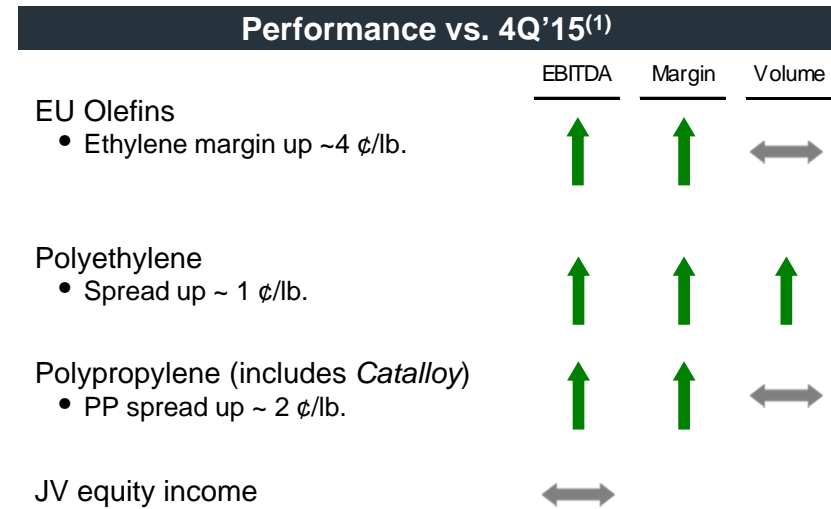 Performance vs. 4Q’15(1)
EBITDA Margin Volume
EU Olefins
• Ethylene margin up ~4 ¢/lb.
Polyethylene
• Spread up ~ 1 ¢/lb.
Polypropylene (includes Catalloy)
• PP spread up ~ 2 ¢/lb.
JV equity income